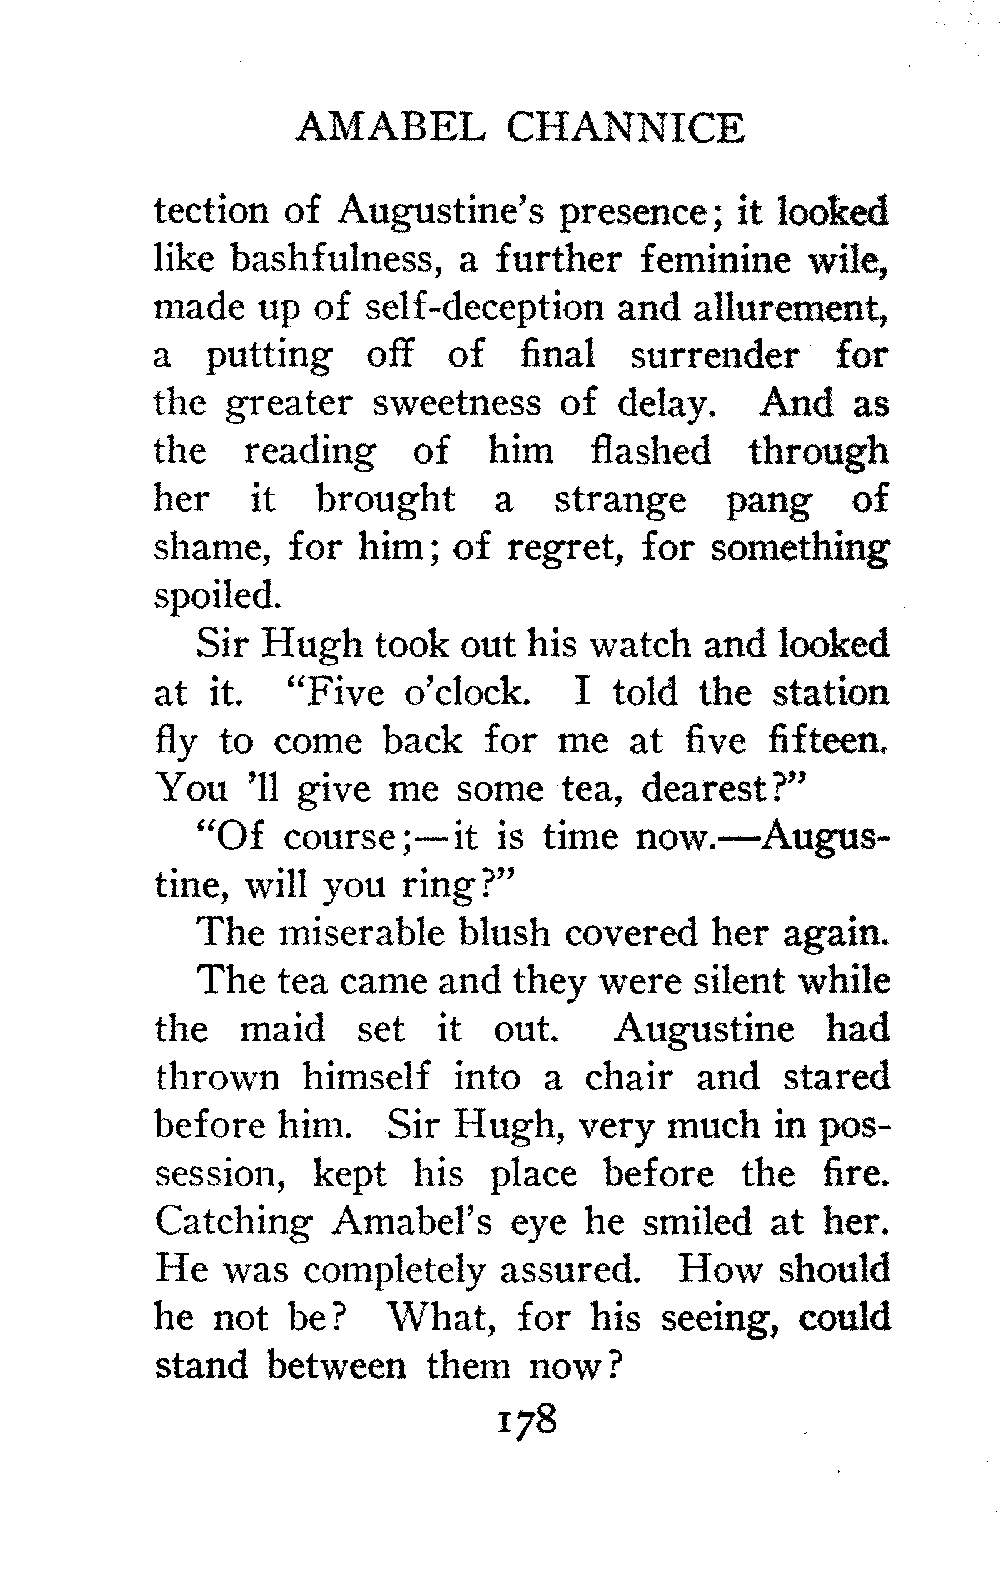 AMABEL CHANNICE
tection of Augustine's presence; it looked
like bashfulness, a further feminine wile,
made up of self-deception and allurement,
a putting off of final surrender for
the greater sweetness of delay. And as
the reading of him flashed through
her it brought a strange pang of
shame, for him; of regret, for something
spoiled.
Sir Hugh took out his watch and looked
at it. "Five o'clock. I told the station
fly to come back for me at five fifteen.
You 'll give me some tea, dearest?"
"Of course;—it is time now.—Augus-
tine, will you ring?"
The miserable blush covered her again.
The tea came and they were silent while
the maid set it out. Augustine had
thrown himself into a chair and stared
before him. Sir Hugh, very much in pos-
session, kept his place before the fire.
Catching Amabel's eye he smiled at her.
He was completely assured. How should
he not be? What, for his seeing, could
stand between them now?
178